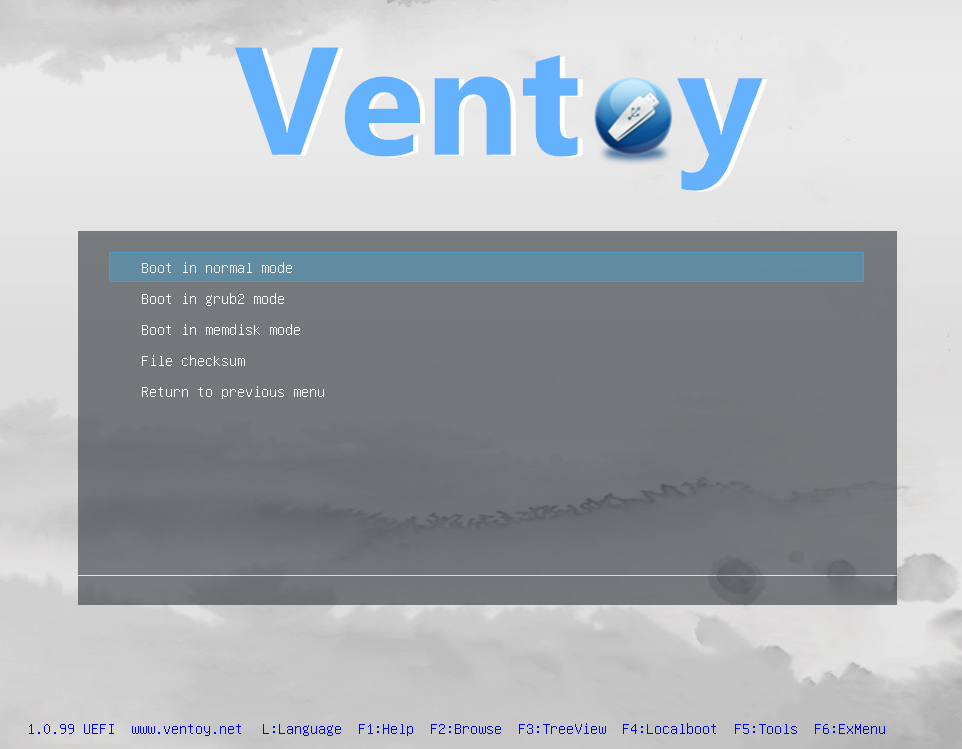 Ventoy
Boot in normal mode
Boot in grub2 mode
Boot in memdisk mode
File checksum
Return to previous menu
1.0.99 UEFI www.ventoy.net L:Language F1:Help F2:Browse F3:TreeView F4:Localboot F5:Tools F6:ExMenu